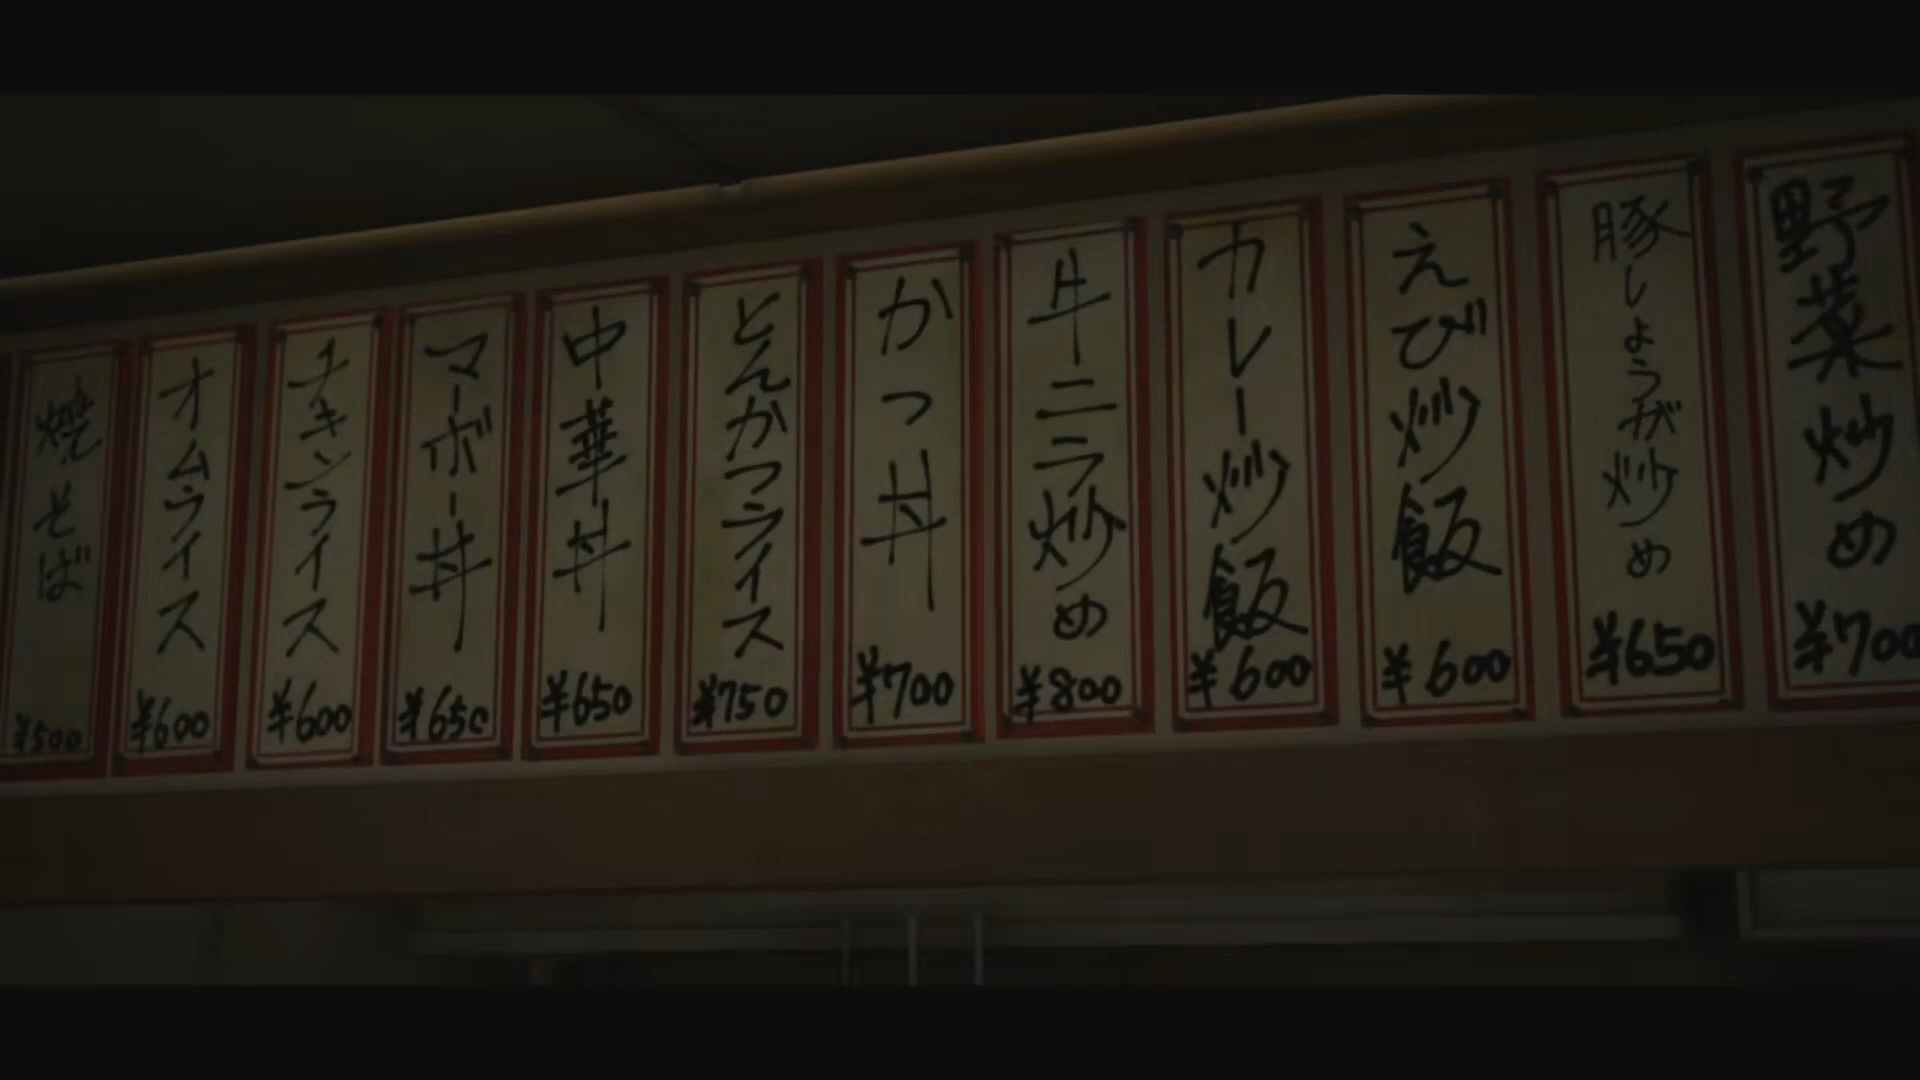 野菜炒め
¥700
豚しょうが炒め
¥650
えび炒飯
¥600
カレー炒飯
¥600
牛ニラ炒め
¥800
かつ丼
¥700
とんかつライス
¥750
中華丼
¥650
マーボー丼
¥650
チキンライス
¥600
オムライス
¥600
焼そば
¥500